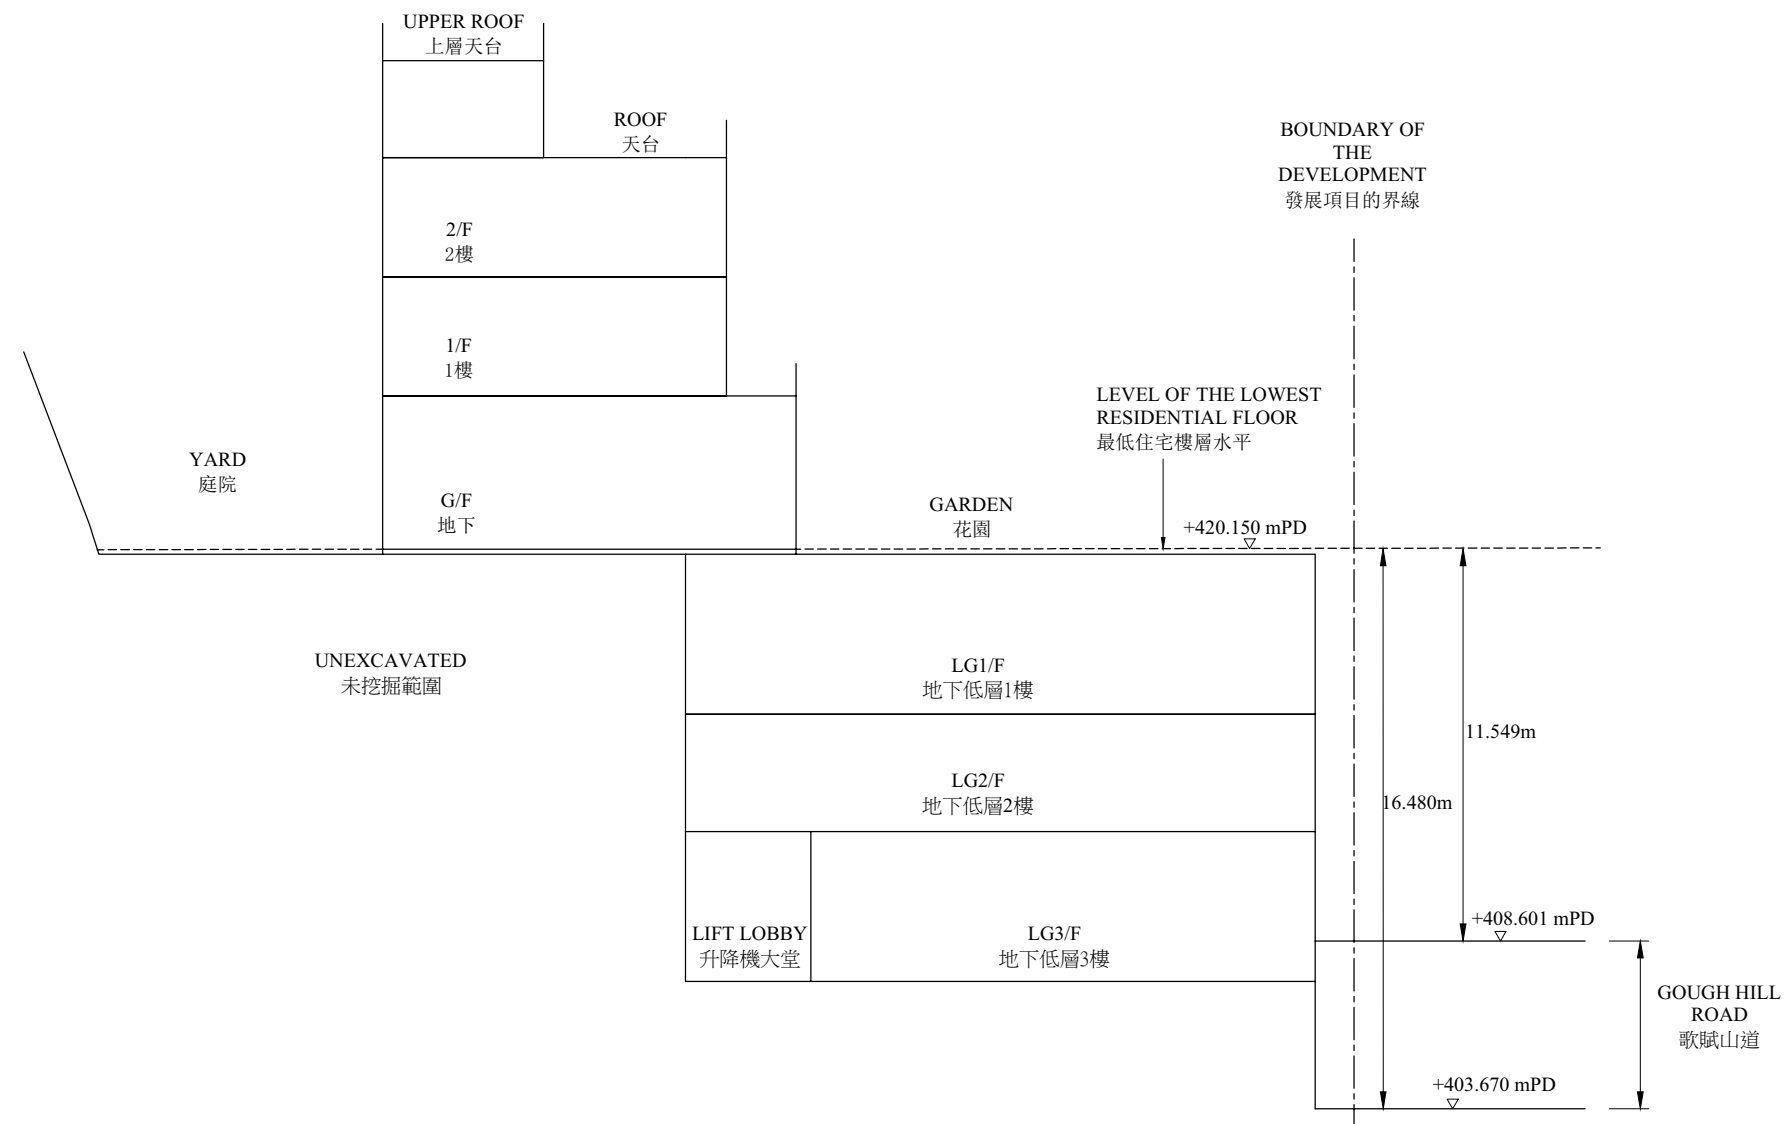 UPPER ROOF
上層天台
ROOF
天台
BOUNDARY OF
THE
DEVELOPMENT
發展項目的界線
2/F
2樓
1/F
1樓
LEVEL OF THE LOWEST
RESIDENTIAL FLOOR
最低住宅樓層水平
YARD
庭院
G/F
地下
GARDEN
花園
+420.150 mPD
UNEXCAVATED
未挖掘範圍
LG1/F
地下低層1樓
11.549m
LG2/F
地下低層2樓
16.480m
LIFT LOBBY
升降機大堂
LG3/F
地下低層3樓
+408.601 mPD
GOUGH HILL
ROAD
歌賦山道
+403.670 mPD